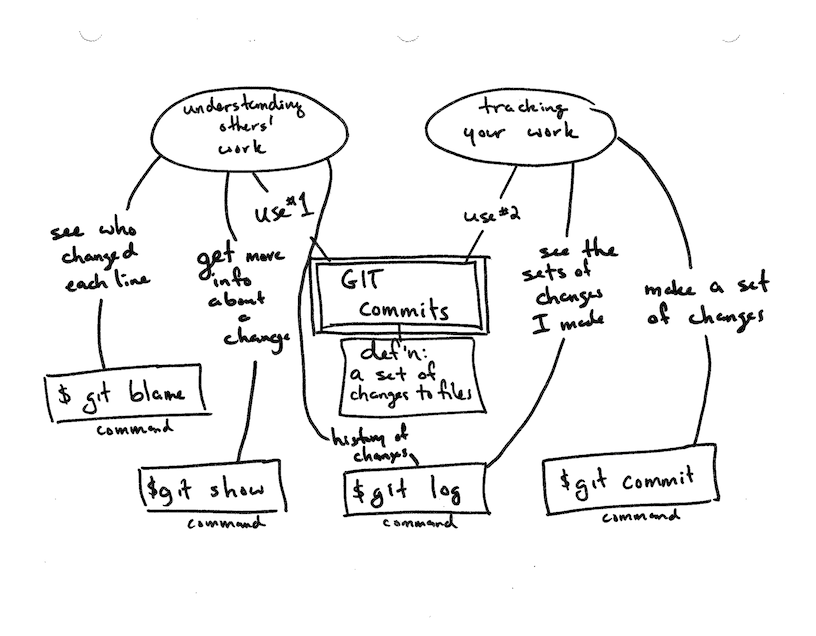 understanding
others'
work
tracking
your work
use #1
use #2
see who
changed
each line
get more
info
about
a
change
GIT
Commits
def'n:
a set of
changes to files
see the
sets of
changes
I made
make a set
of changes
$ git blame
command
history of
changes
$git show
command
$git log
command
$git commit
command